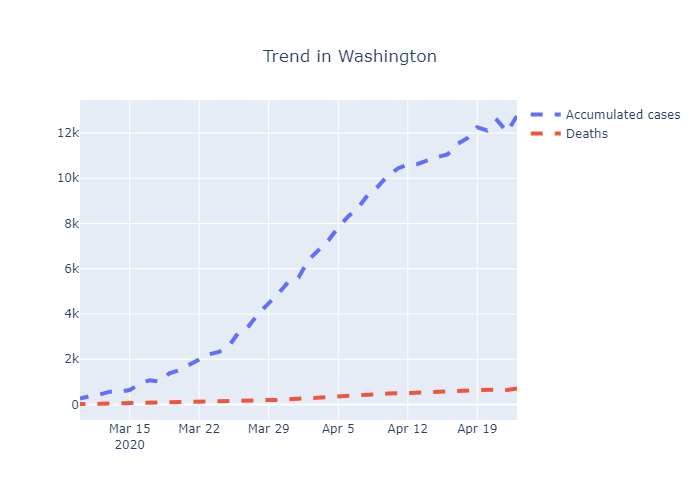 Trend in Washington
Accumulated cases
Deaths
12k
10k
8k
6k
4k
2k
0
Mar 15
2020
Mar 22
Mar 29
Apr 5
Apr 12
Apr 19